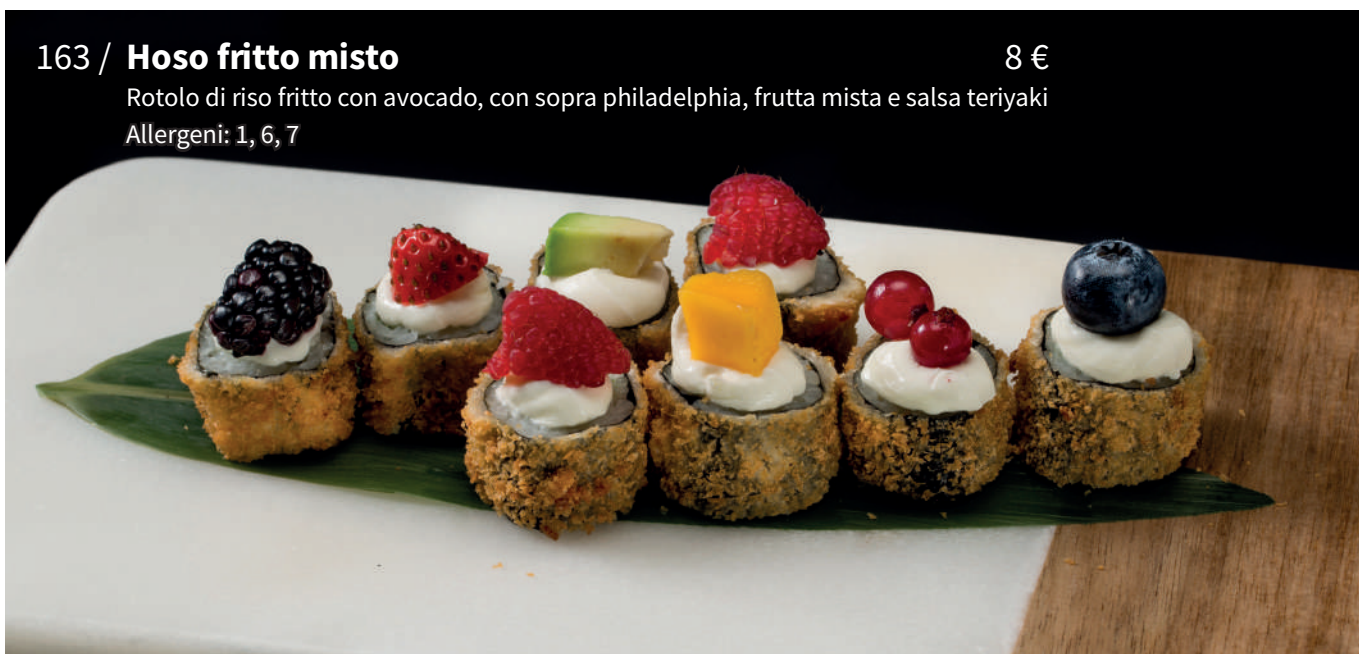 163 / Hoso fritto misto 8 €
Rotolo di riso fritto con avocado, con sopra philadelphia, frutta mista e salsa teriyaki
Allergeni: 1, 6, 7